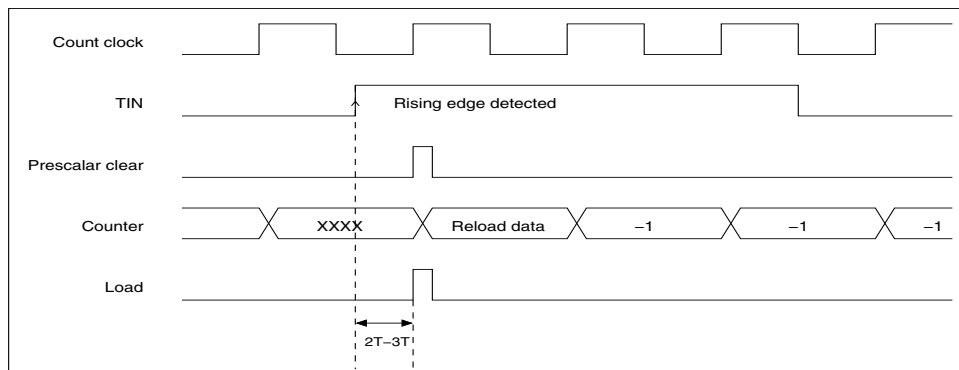 Count clock
TIN
Rising edge detected
Prescalar clear
Counter
XXXX
Reload data
−1
−1
−1
Load
2T−3T